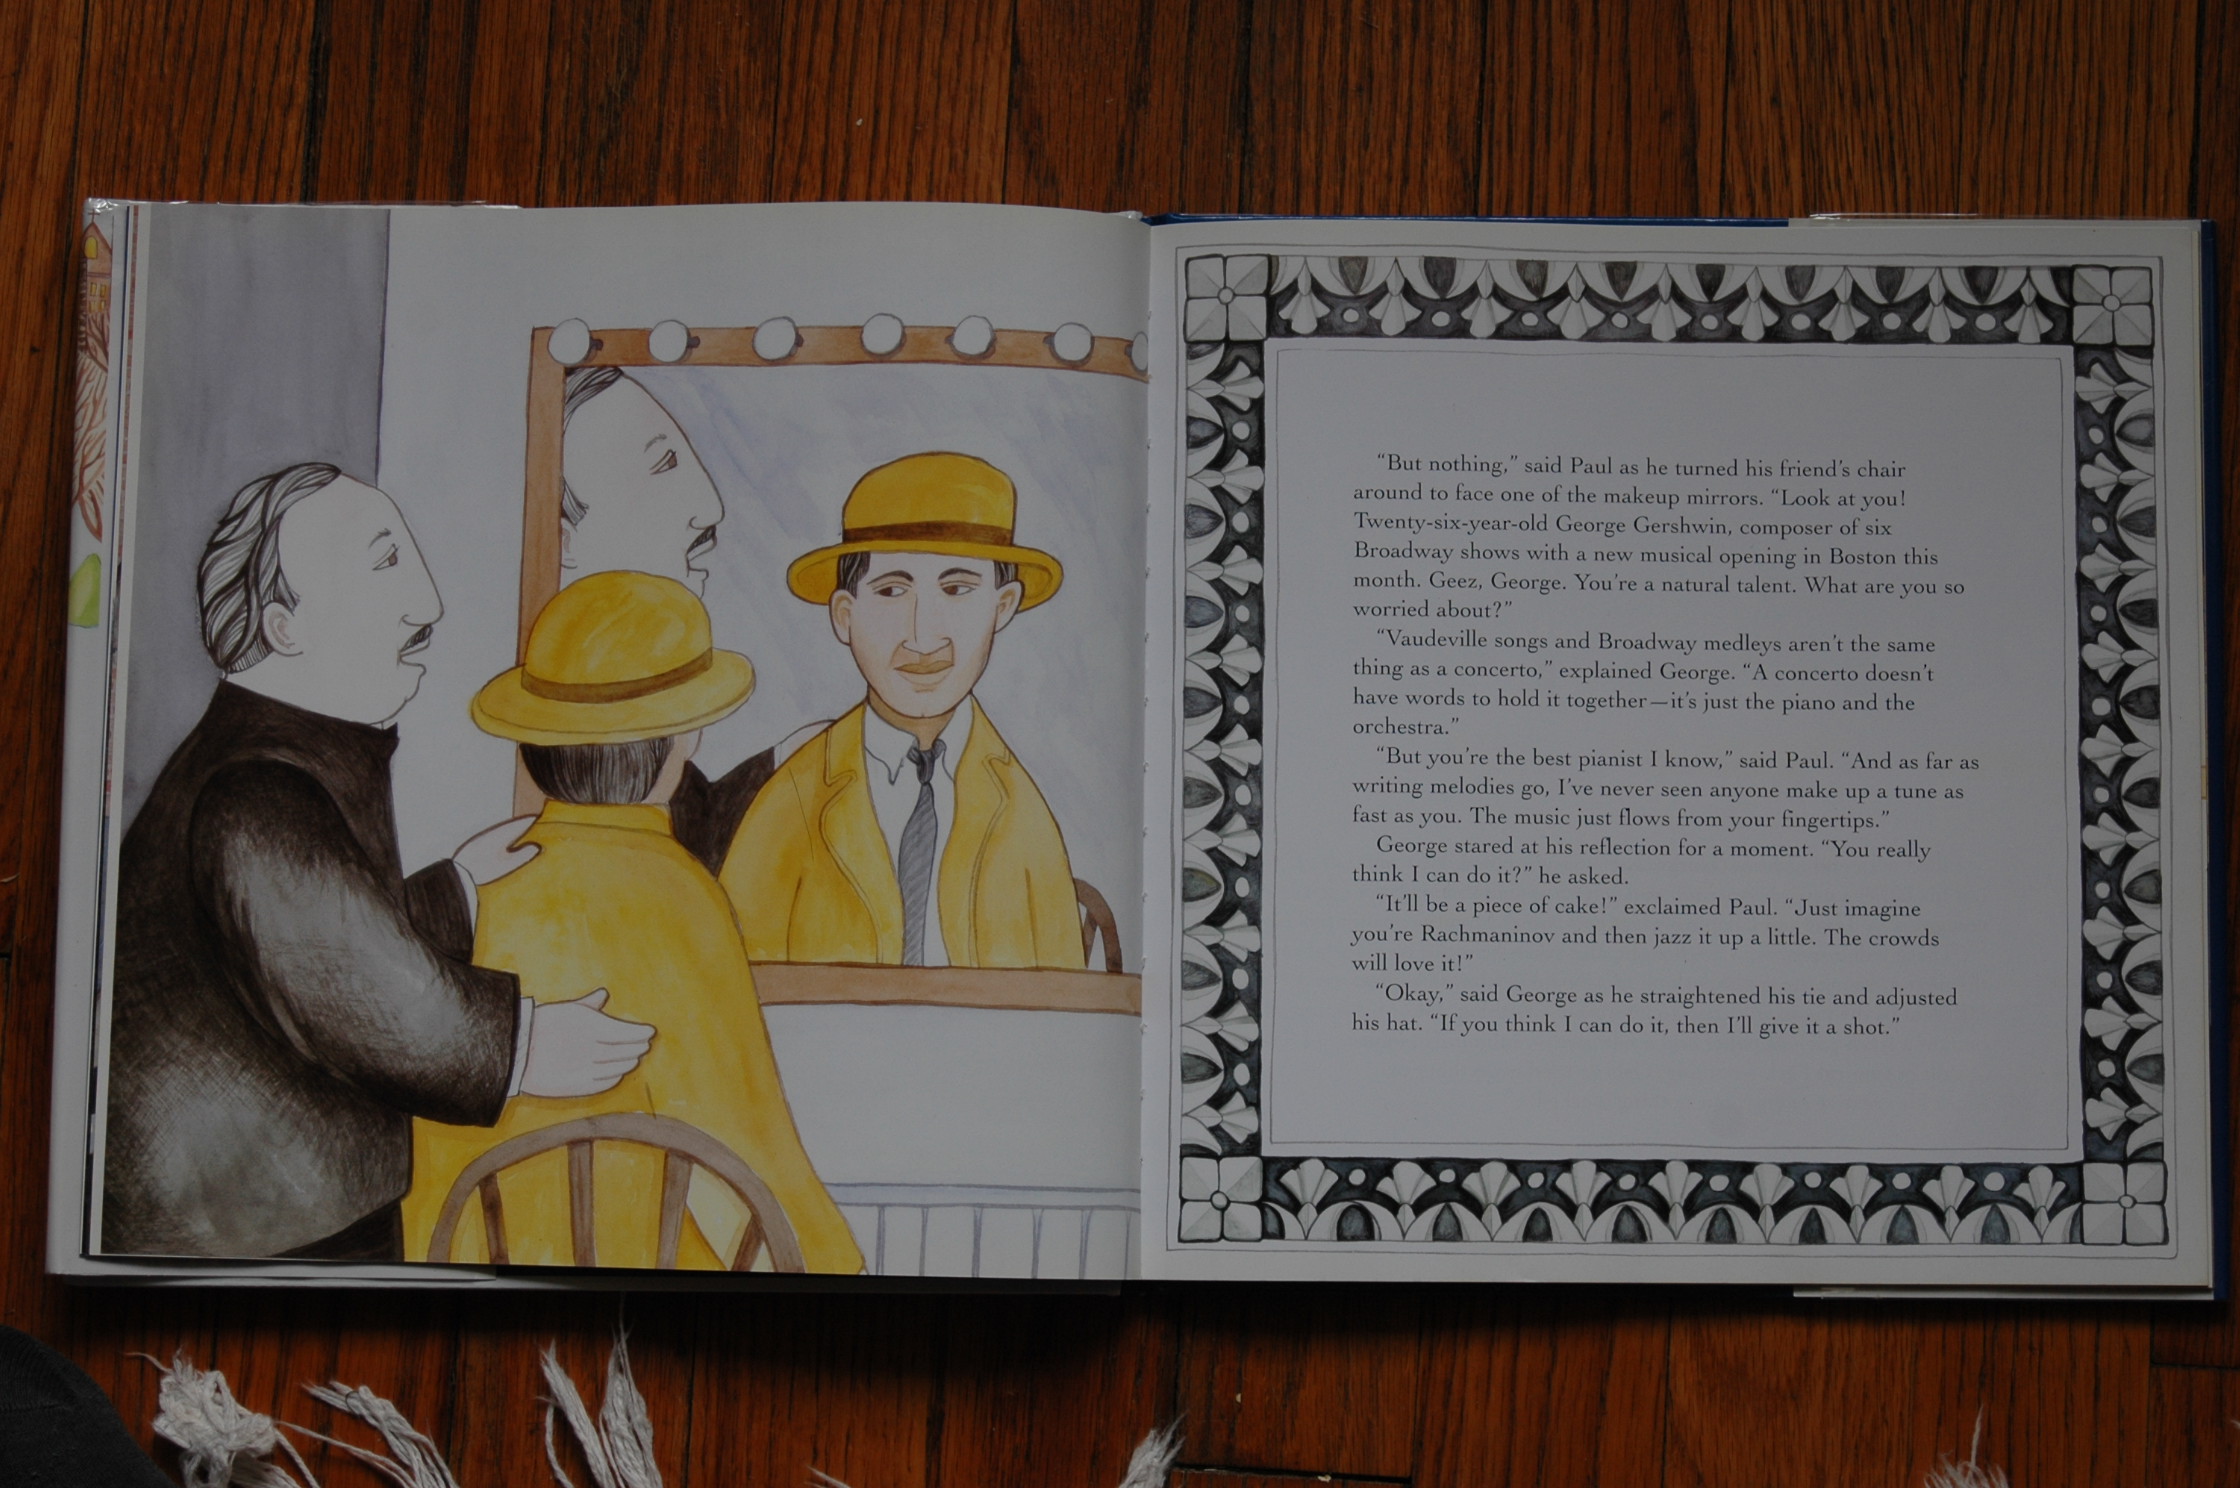 “But nothing,” said Paul as he turned his friend’s chair
around to face one of the makeup mirrors. “Look at you!
Twenty-six-year-old George Gershwin, composer of six
Broadway shows with a new musical opening in Boston this
month. Geez, George. You’re a natural talent. What are you so
worried about?”
“Vaudeville songs and Broadway medleys aren’t the same
thing as a concerto,” explained George. “A concerto doesn’t
have words to hold it together—it’s just the piano and the
orchestra.”
“But you’re the best pianist I know,” said Paul. “And as far as
writing melodies go, I’ve never seen anyone make up a tune as
fast as you. The music just flows from your fingertips.”
George stared at his reflection for a moment. “You really
think I can do it?” he asked.
“It’ll be a piece of cake!” exclaimed Paul. “Just imagine
you’re Rachmaninov and then jazz it up a little. The crowds
will love it!”
“Okay,” said George as he straightened his tie and adjusted
his hat. “If you think I can do it, then I’ll give it a shot.”